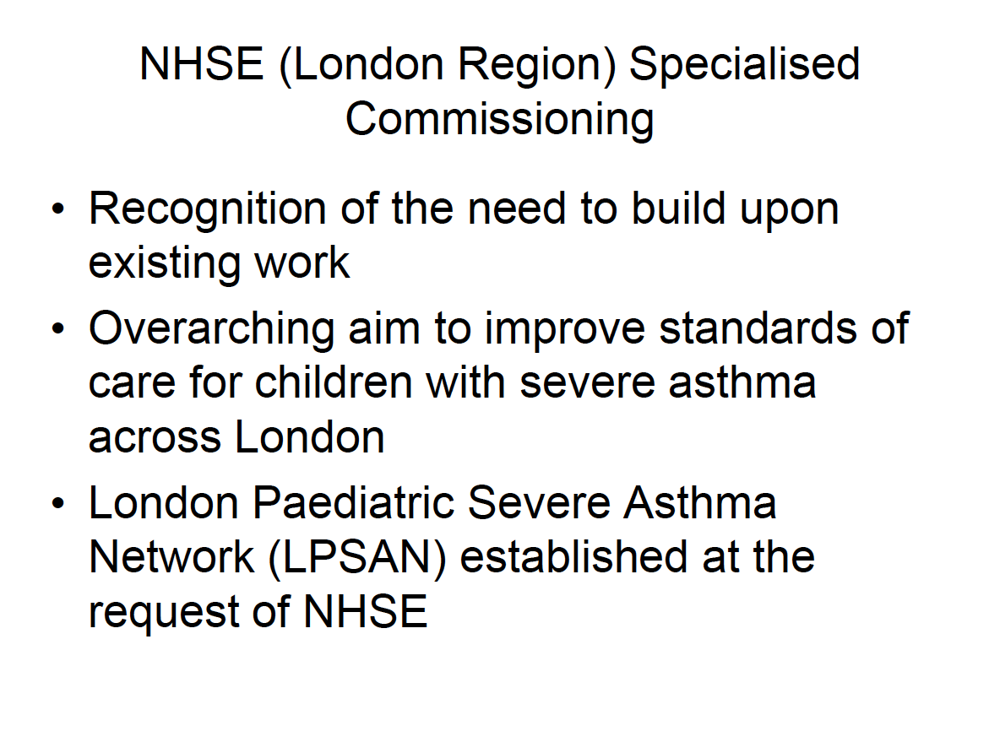 NHSE (London Region) Specialised
Commissioning
• Recognition of the need to build upon
existing work
• Overarching aim to improve standards of
care for children with severe asthma
across London
• London Paediatric Severe Asthma
Network (LPSAN) established at the
request of NHSE